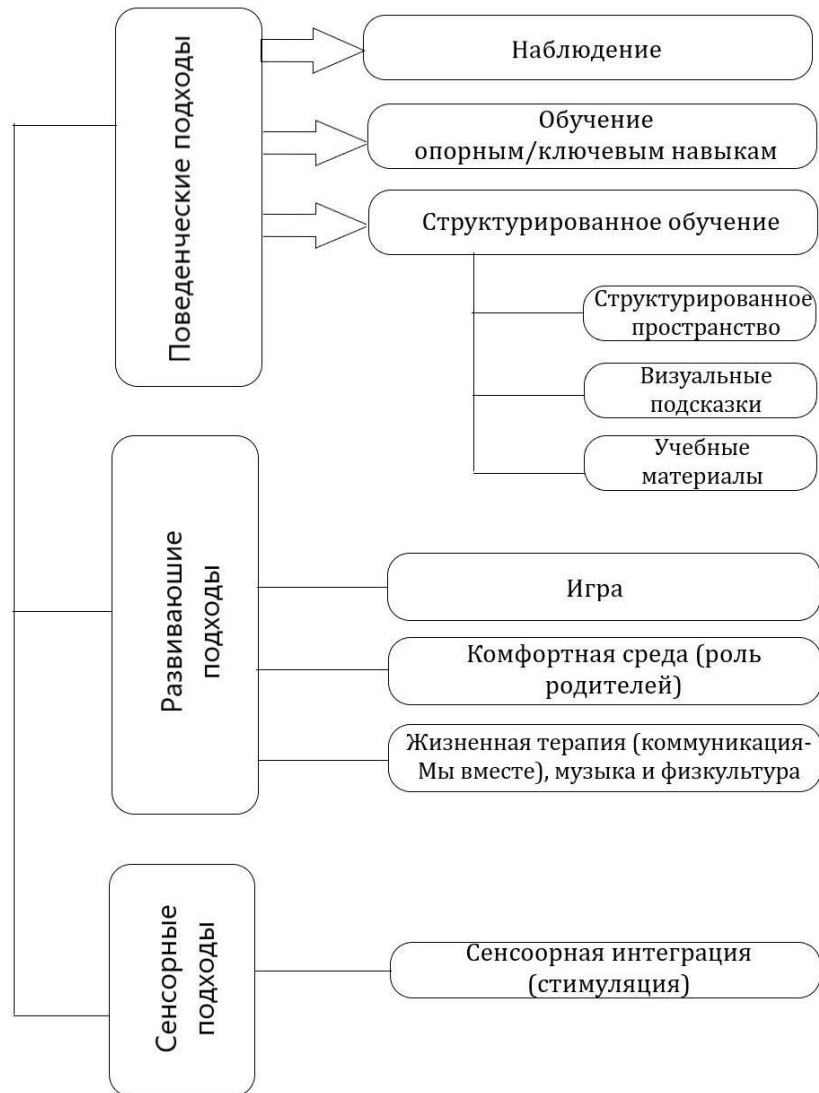 Поведенческие подходы
Наблюдение
Обучение
опорным/ключевым навыкам
Структурированное обучение
Структурированное
пространство
Визуальные
подсказки
Учебные
материалы
Развиваюшие
подходы
Игра
Комфортная среда (роль
родителей)
Жизненная терапия (коммуникация-
Мы вместе), музыка и физкультура
Сенсорные
подходы
Сенсоорная интеграция
(стимуляция)